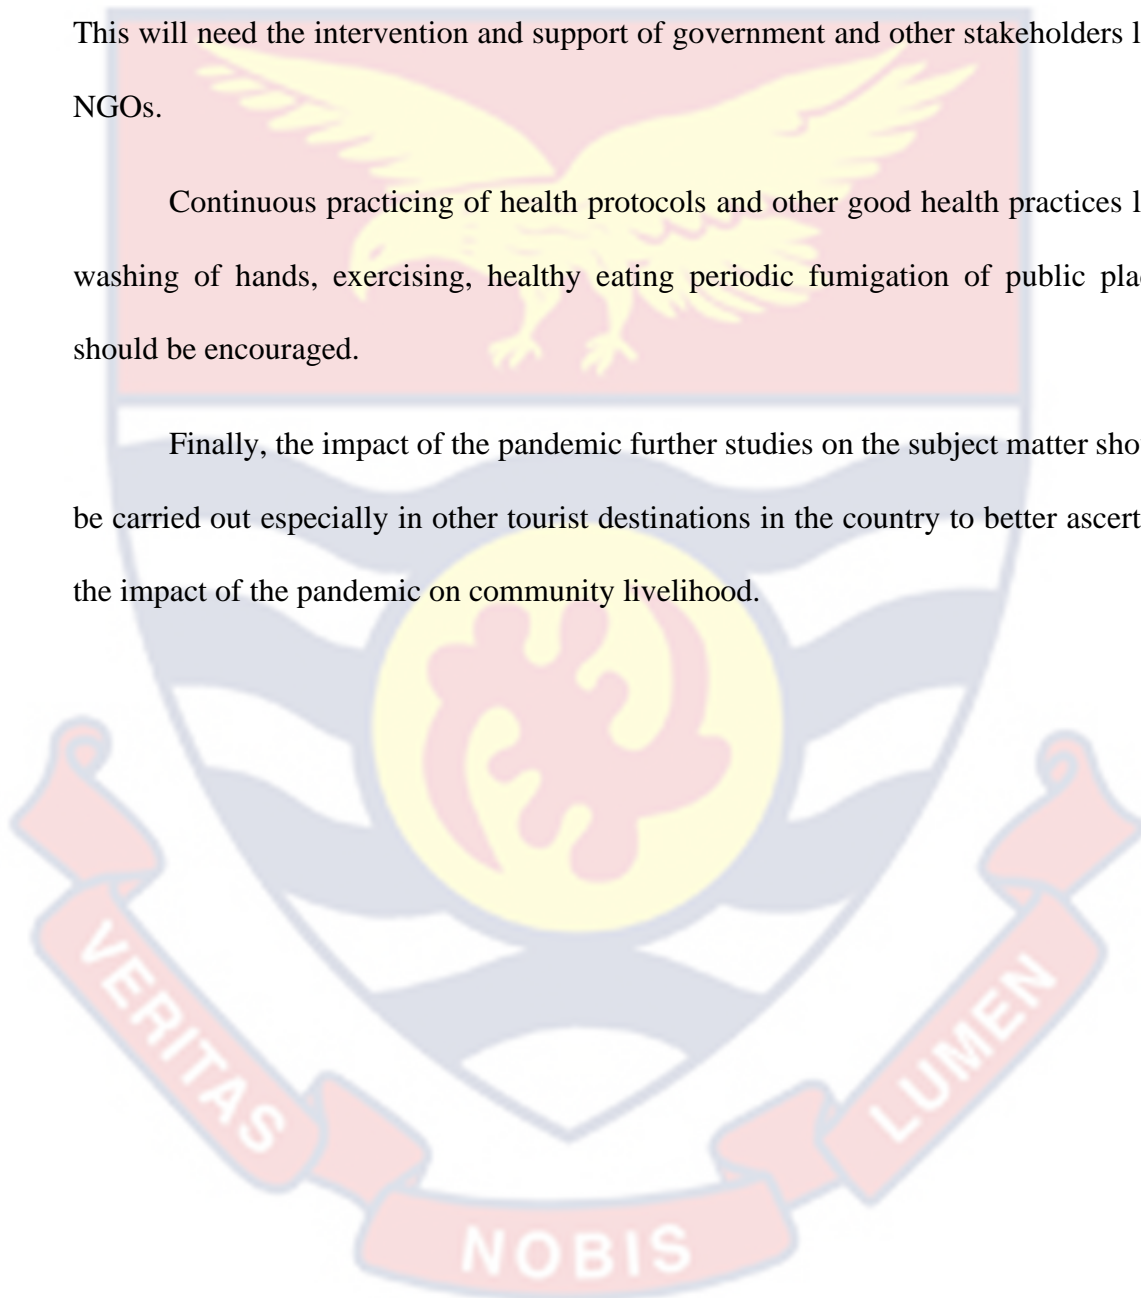 This will need the intervention and support of government and other stakeholders l
NGOs.
Continuous practicing of health protocols and other good health practices l
washing of hands, exercising, healthy eating periodic fumigation of public pla
should be encouraged.
Finally, the impact of the pandemic further studies on the subject matter sho
be carried out especially in other tourist destinations in the country to better ascert
the impact of the pandemic on community livelihood.
VERITAS
NOBIS
LUMEN